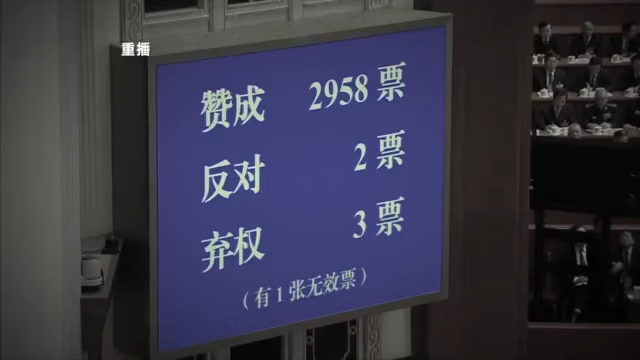 重播
赞成 2958 票
反对 2 票
弃权 3 票
(有1张无效票)